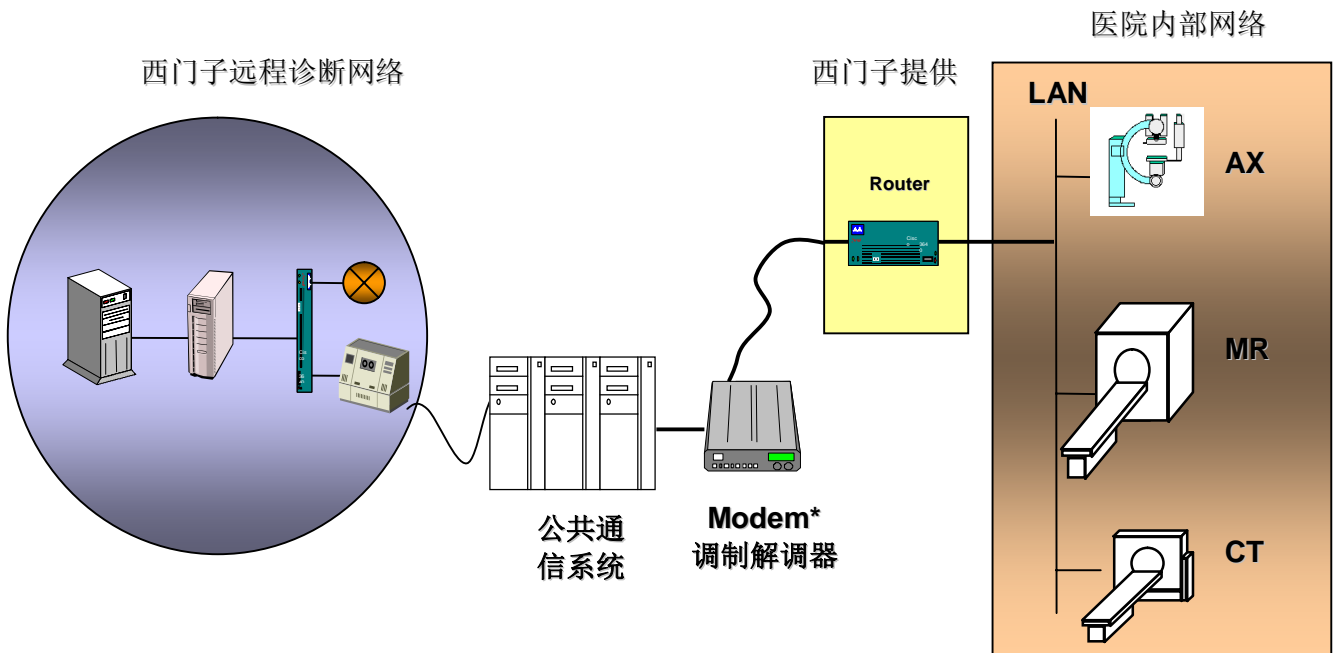 医院内部网络
西门子远程诊断网络
西门子提供
LAN
Router
AX
MR
公共通
信系统
Modem*
调制解调器
CT